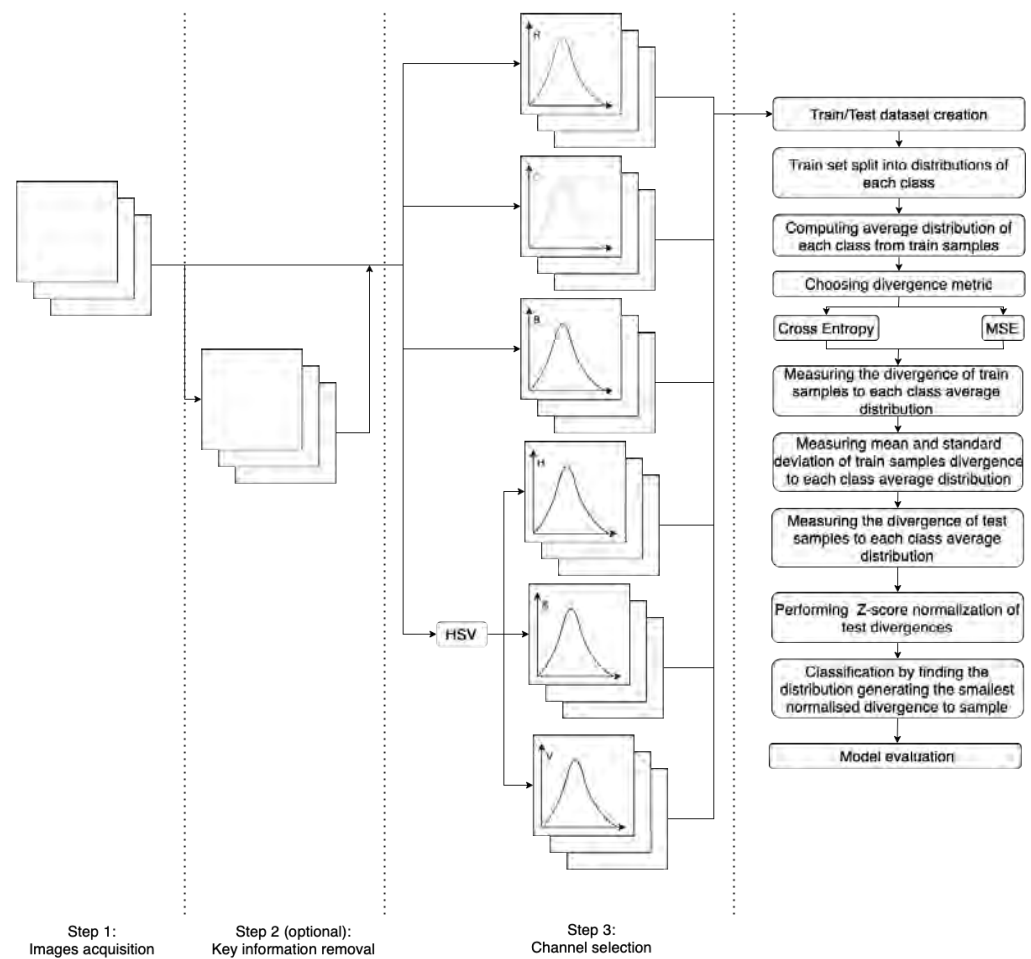 R
G
B
H
HSV
S
V
Train/Test dataset creation
Train set split into distributions of
each class
Computing average distribution of
each class from train samples
Choosing divergence metric
Cross Entropy
MSE
Measuring the divergence of train
samples to each class average
distribution
Measuring mean and standard
deviation of train samples divergence
to each class average distribution
Measuring the divergence of test
samples to each class average
distribution
Performing Z-score normalization of
test divergences
Classification by finding the
distribution generating the smallest
normalised divergence to sample
Model evaluation
Step 1:
Images acquisition
Step 2 (optional):
Key information removal
Step 3:
Channel selection